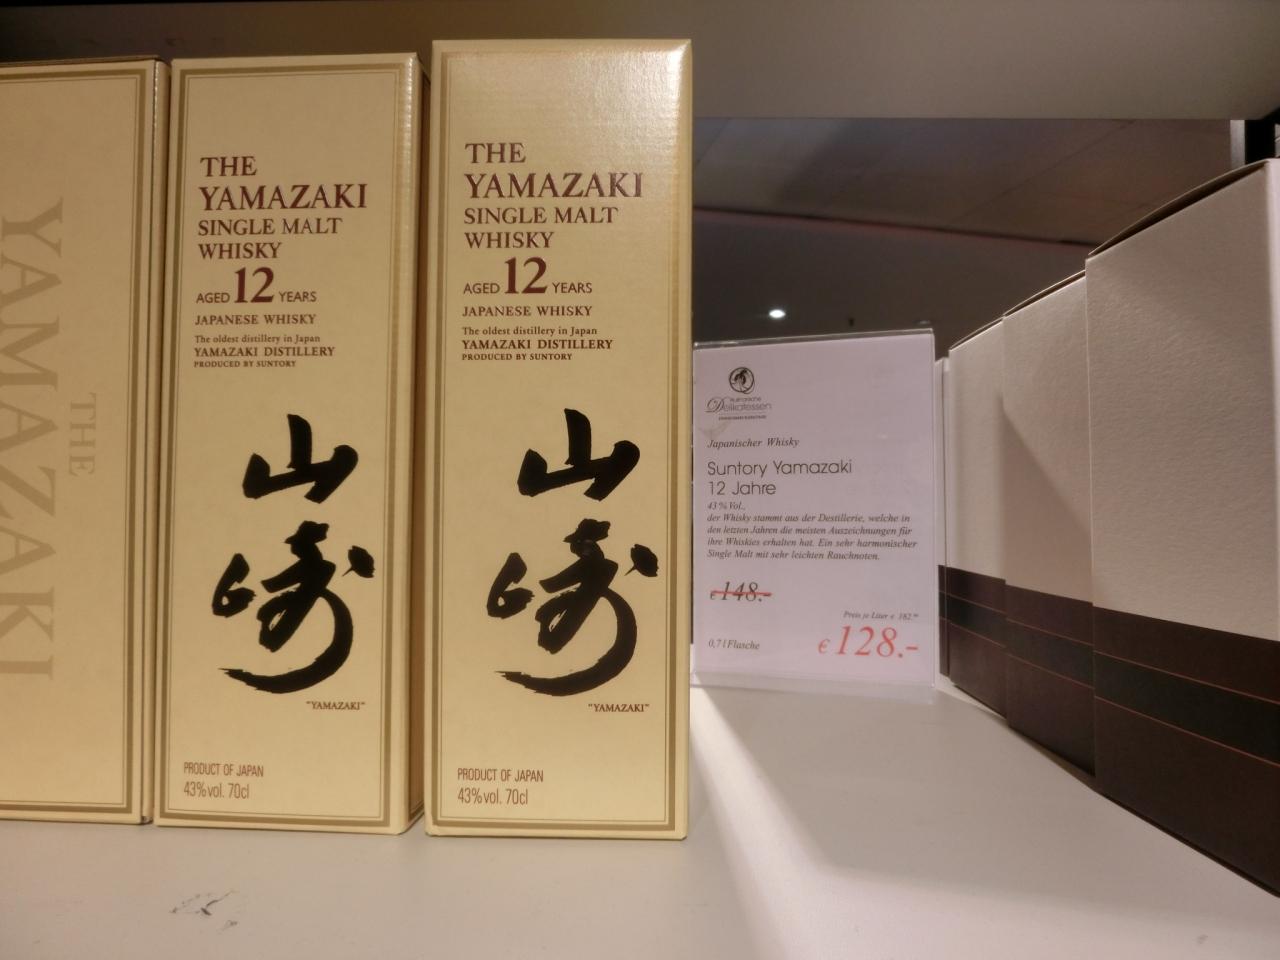 THE
YAMAZAKI
THE
YAMAZAKI
SINGLE MALT
WHISKY
AGED 12 YEARS
JAPANESE WHISKY
The oldest distillery in Japan
YAMAZAKI DISTILLERY
PRODUCED BY SUNTORY
山
崎
"YAMAZAKI"
PRODUCT OF JAPAN
43%vol. 70cl
THE
YAMAZAKI
SINGLE MALT
WHISKY
AGED 12 YEARS
JAPANESE WHISKY
The oldest distillery in Japan
YAMAZAKI DISTILLERY
PRODUCED BY SUNTORY
山
崎
"YAMAZAKI"
PRODUCT OF JAPAN
43%vol. 70cl
Delikatessen
Japanischer Whisky
Suntory Yamazaki
12 Jahre
43 % Vol.,
der Whisky stammt aus der Destillerie, welche in
den letzten Jahren die meisten Auszeichnungen für
ihre Whiskies erhalten hat. Ein sehr harmonischer
Single Malt mit sehr leichten Rauchnoten.
€ 148.-
Preis je Liter € 182.⁸⁶
0,7 l Flasche
€ 128.-